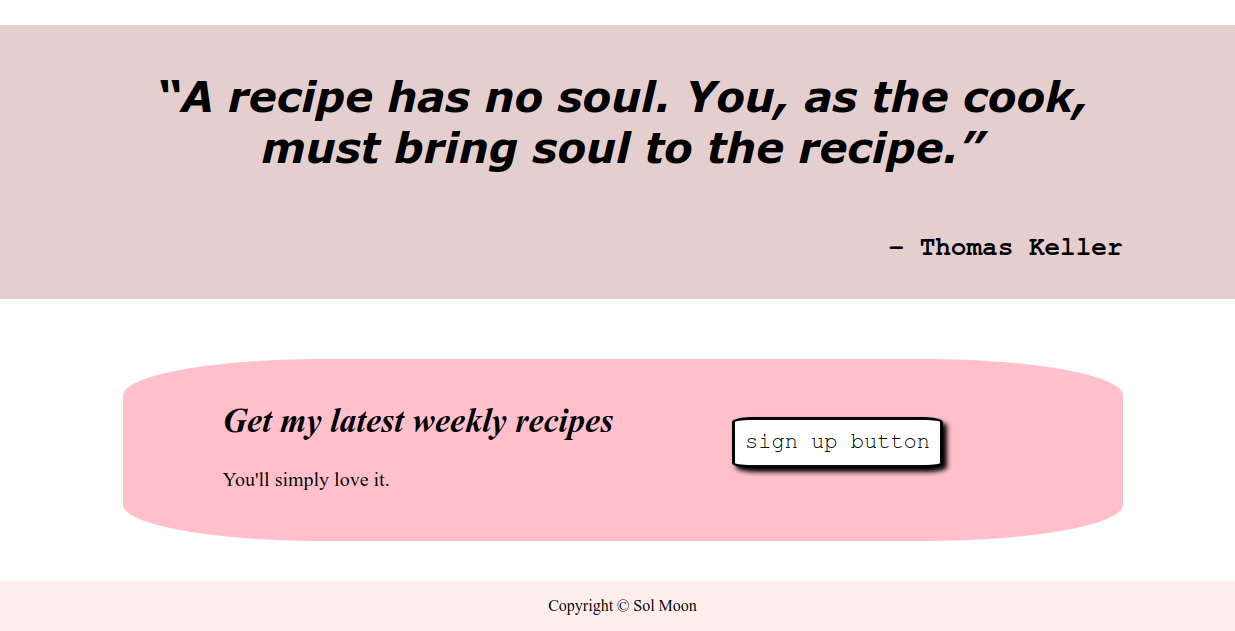 “A recipe has no soul. You, as the cook,
must bring soul to the recipe.”
– Thomas Keller
Get my latest weekly recipes
You'll simply love it.
sign up button
Copyright © Sol Moon